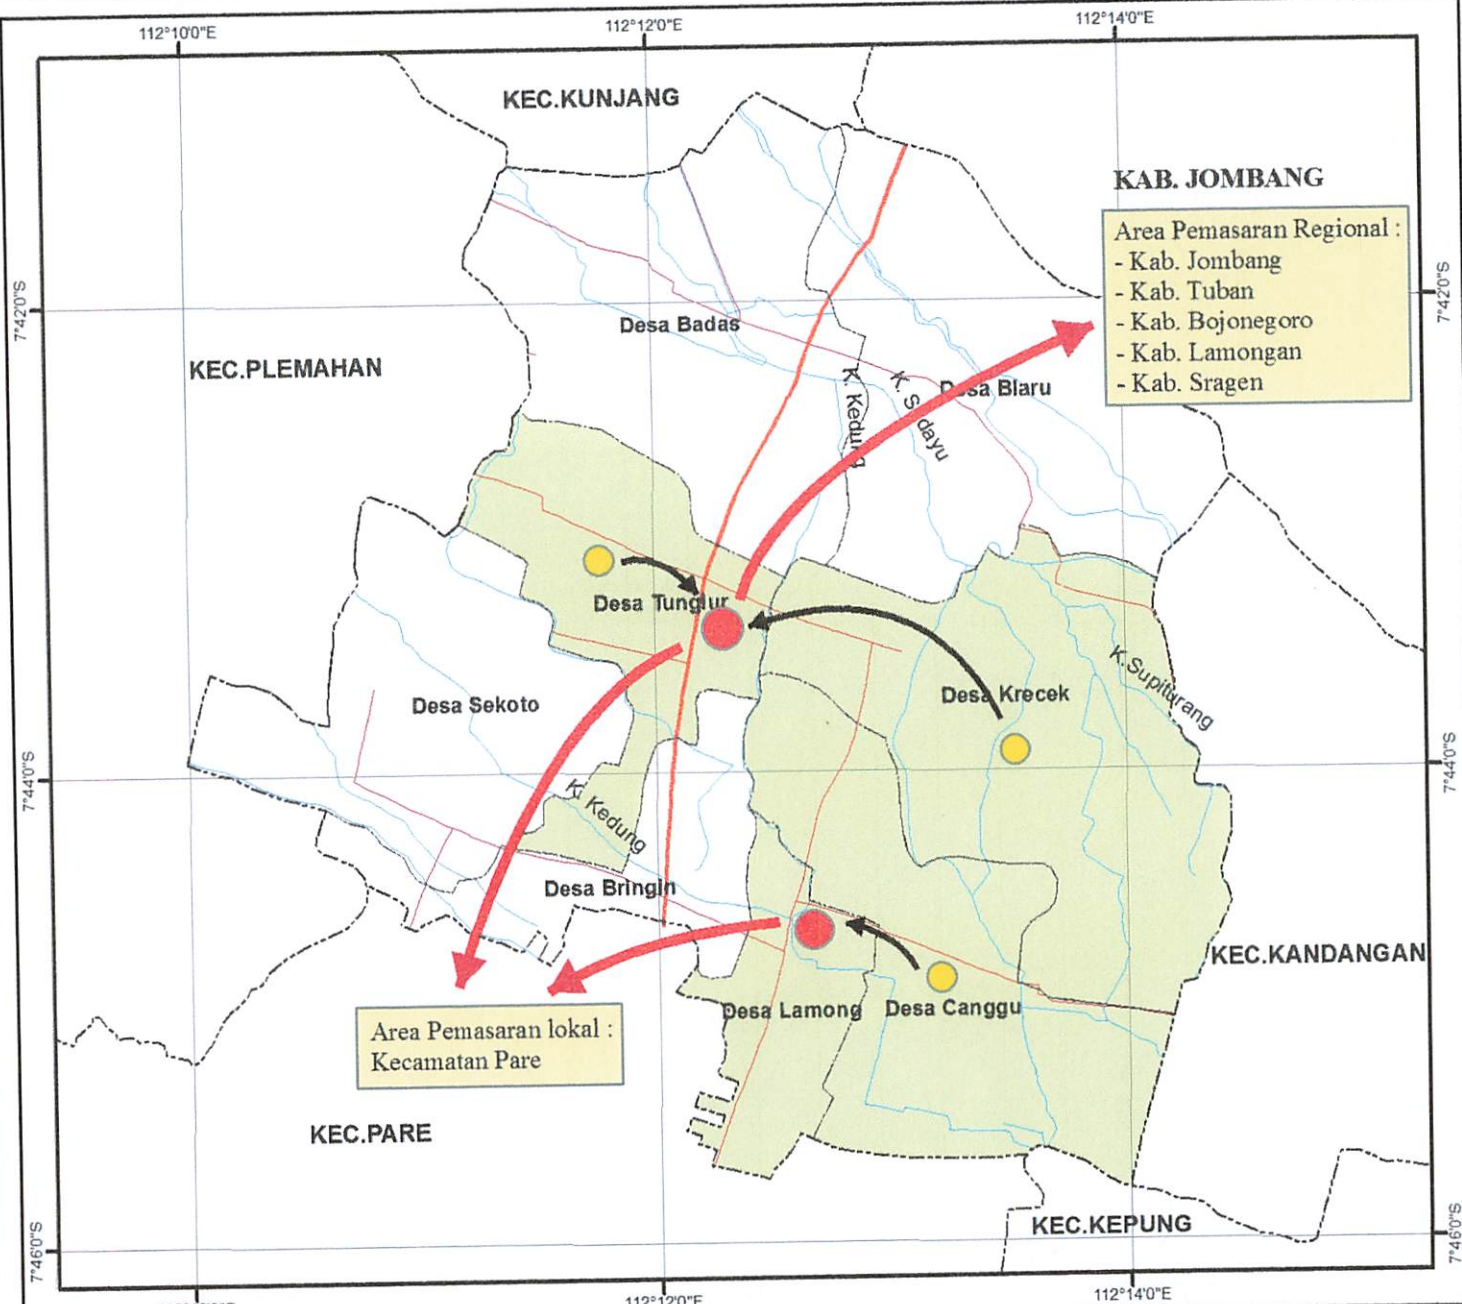 112°10'0"E
112°12'0"E
112°14'0"E
KEC.KUNJANG
KAB. JOMBANG
Area Pemasaran Regional :
- Kab. Jombang
- Kab. Tuban
- Kab. Bojonegoro
- Kab. Lamongan
- Kab. Sragen
7°42'0"S
7°42'0"S
Desa Badas
KEC.PLEMAHAN
K. Kedung
Desa Blaru
Desa Tunglur
Desa Krecek
K.Supiturang
Desa Sekoto
7°44'0"S
7°44'0"S
K. Kedung
Desa Bringin
KEC.KANDANGAN
Desa Lamong
Desa Canggu
Area Pemasaran lokal :
Kecamatan Pare
KEC.PARE
KEC.KEPUNG
7°46'0"S
7°46'0"S
112°12'0"E
112°14'0"E